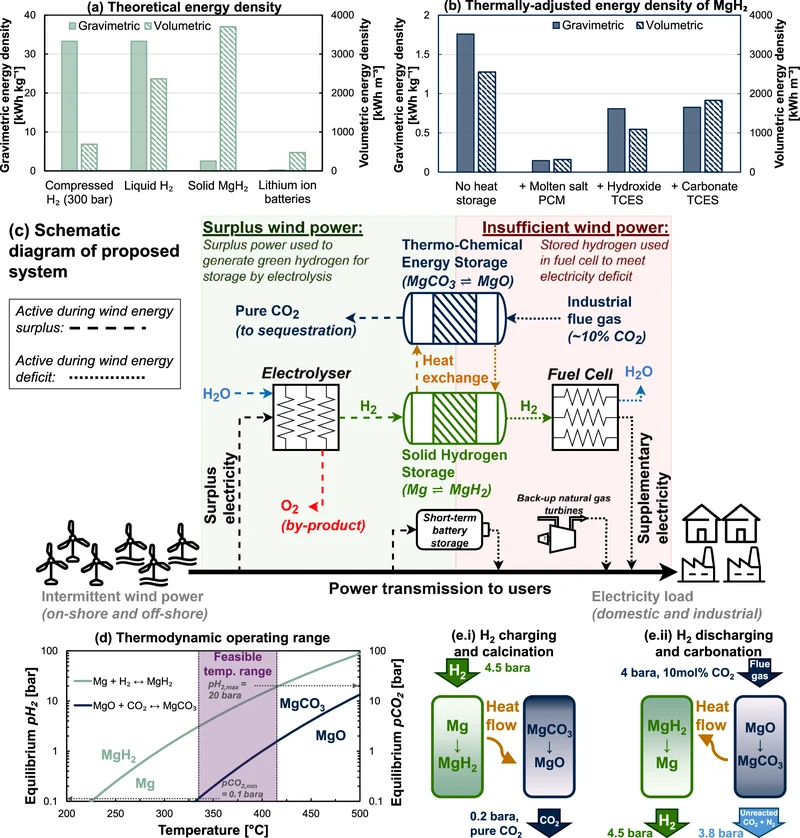 (a) Theoretical energy density
Gravimetric
Volumetric
Gravimetric energy density
[kWh kg⁻¹]
40
30
20
10
0
4000
3000
2000
1000
0
Volumetric energy density
[kWh m⁻³]
Compressed
H₂ (300 bar)
Liquid H₂
Solid MgH₂
Lithium ion
batteries
(b) Thermally-adjusted energy density of MgH₂
Gravimetric
Volumetric
Gravimetric energy density
[kWh kg⁻¹]
2
1.5
1
0.5
0
4000
3000
2000
1000
0
Volumetric energy density
[kWh m⁻³]
No heat
storage
+ Molten salt
PCM
+ Hydroxide
TCES
+ Carbonate
TCES
(c) Schematic
diagram of proposed
system
Active during wind energy
surplus:
Active during wind energy
deficit:
Surplus wind power:
Surplus power used to
generate green hydrogen for
storage by electrolysis
Insufficient wind power:
Stored hydrogen used
in fuel cell to meet
electricity deficit
Thermo-Chemical
Energy Storage
(MgCO₃ ⇌ MgO)
Pure CO₂
(to sequestration)
Industrial
flue gas
(~10% CO₂)
Heat
exchange
Electrolyser
Fuel Cell
H₂O
H₂O
H₂
H₂
Solid Hydrogen
Storage
(Mg ⇌ MgH₂)
O₂
(by-product)
Surplus
electricity
Supplementary
electricity
Short-term
battery
storage
Back-up natural gas
turbines
Power transmission to users
Intermittent wind power
(on-shore and off-shore)
Electricity load
(domestic and industrial)
(d) Thermodynamic operating range
Equilibrium pH₂ [bar]
100
10
1
0.1
100
10
1
0.1
Equilibrium pCO₂ [bar]
Mg + H₂ ↔ MgH₂
MgO + CO₂ ↔ MgCO₃
Feasible
temp. range
pH₂,max =
20 bara
MgCO₃
MgO
MgH₂
Mg
pCO₂,min
= 0.1 bara
200
250
300
350
400
450
500
Temperature [°C]
(e.i) H₂ charging
and calcination
H₂
4.5 bara
Mg
↓
MgH₂
Heat
flow
MgCO₃
↓
MgO
0.2 bara,
pure CO₂
CO₂
(e.ii) H₂ discharging
and carbonation
4 bara, 10mol% CO₂
Flue
gas
MgH₂
↓
Mg
Heat
flow
MgO
↓
MgCO₃
4.5 bara
H₂
3.8 bara
Unreacted
CO₂ + N₂